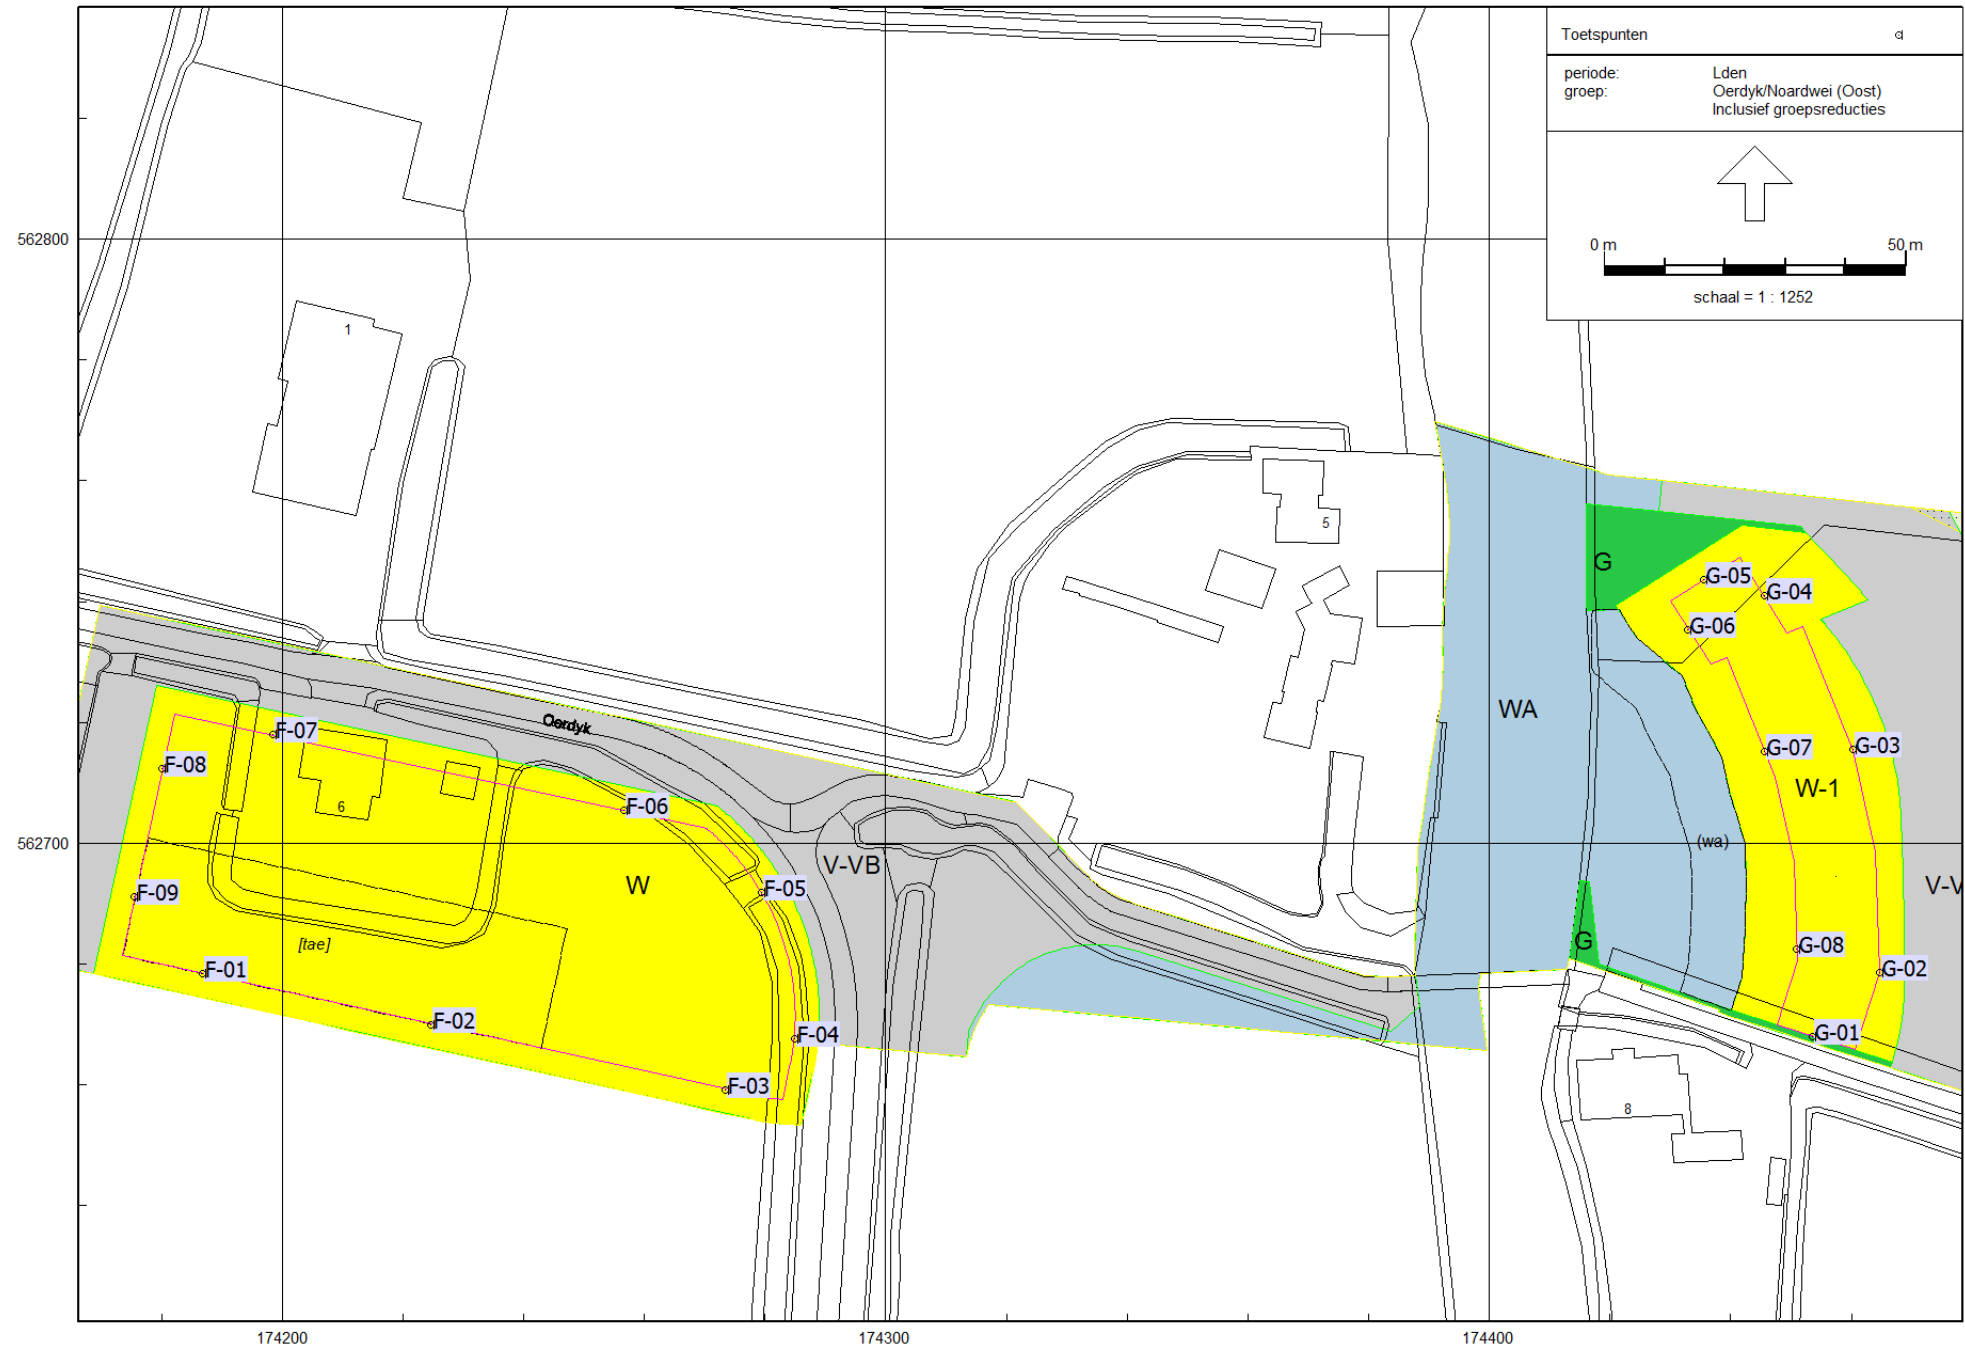 Toetspunten
periode: Lden
groep: Oerdyk/Noardwei (Oost)
Inclusief groepsreducties
0 m 50 m
schaal = 1 : 1252
562800
1
5
G
G-05
G-04
G-06
WA
Oerdyk
F-07
G-07
G-03
F-08
W-1
6
F-06
562700
(wa)
V-VB
W
F-05
V-V
F-09
[tae]
G
G-08
F-01
G-02
F-02
F-04
G-01
F-03
8
174200 174300 174400